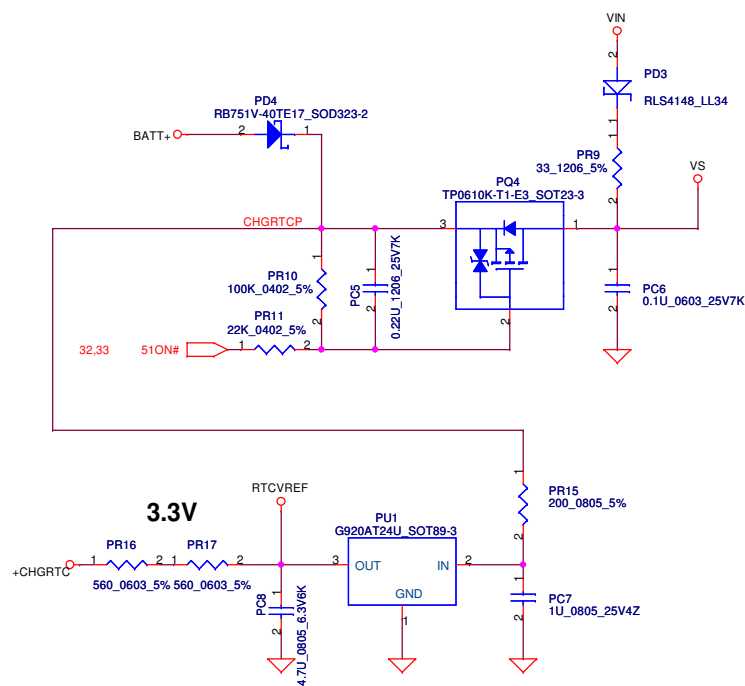 VIN
2
PD3
RLS4148_LL34
1
PD4
RB751V-40TE17_SOD323-2
BATT+
2
1
1
PR9
33_1206_5%
2
VS
PQ4
TP0610K-T1-E3_SOT23-3
CHGRTCP
3
1
1
PR10
100K_0402_5%
2
1
PC5
2
0.22U_1206_25V7K
1
PC6
0.1U_0603_25V7K
2
2
PR11
22K_0402_5%
32,33
51ON#
1
2
1
PR15
200_0805_5%
2
RTCVREF
3.3V
PU1
G920AT24U_SOT89-3
PR16
PR17
+CHGRTC
1
2
1
2
560_0603_5%
560_0603_5%
3
OUT
IN
2
GND
1
1
PC8
2
4.7U_0805_6.3V6K
1
PC7
1U_0805_25V4Z
2